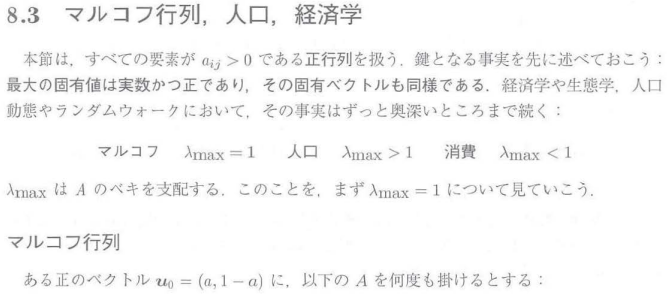 8.3 マルコフ行列，人口，経済学
本節は，すべての要素が aᵢⱼ > 0 である正行列を扱う．鍵となる事実を先に述べておこう：
最大の固有値は実数かつ正であり，その固有ベクトルも同様である．経済学や生態学，人口
動態やランダムウォークにおいて，その事実はずっと奥深いところまで続く：
マルコフ λmax = 1 人口 λmax > 1 消費 λmax < 1
λmax は A のベキを支配する．このことを，まず λmax = 1 について見ていこう．
マルコフ行列
ある正のベクトル u₀ = (a, 1 − a) に，以下の A を何度も掛けるとする：